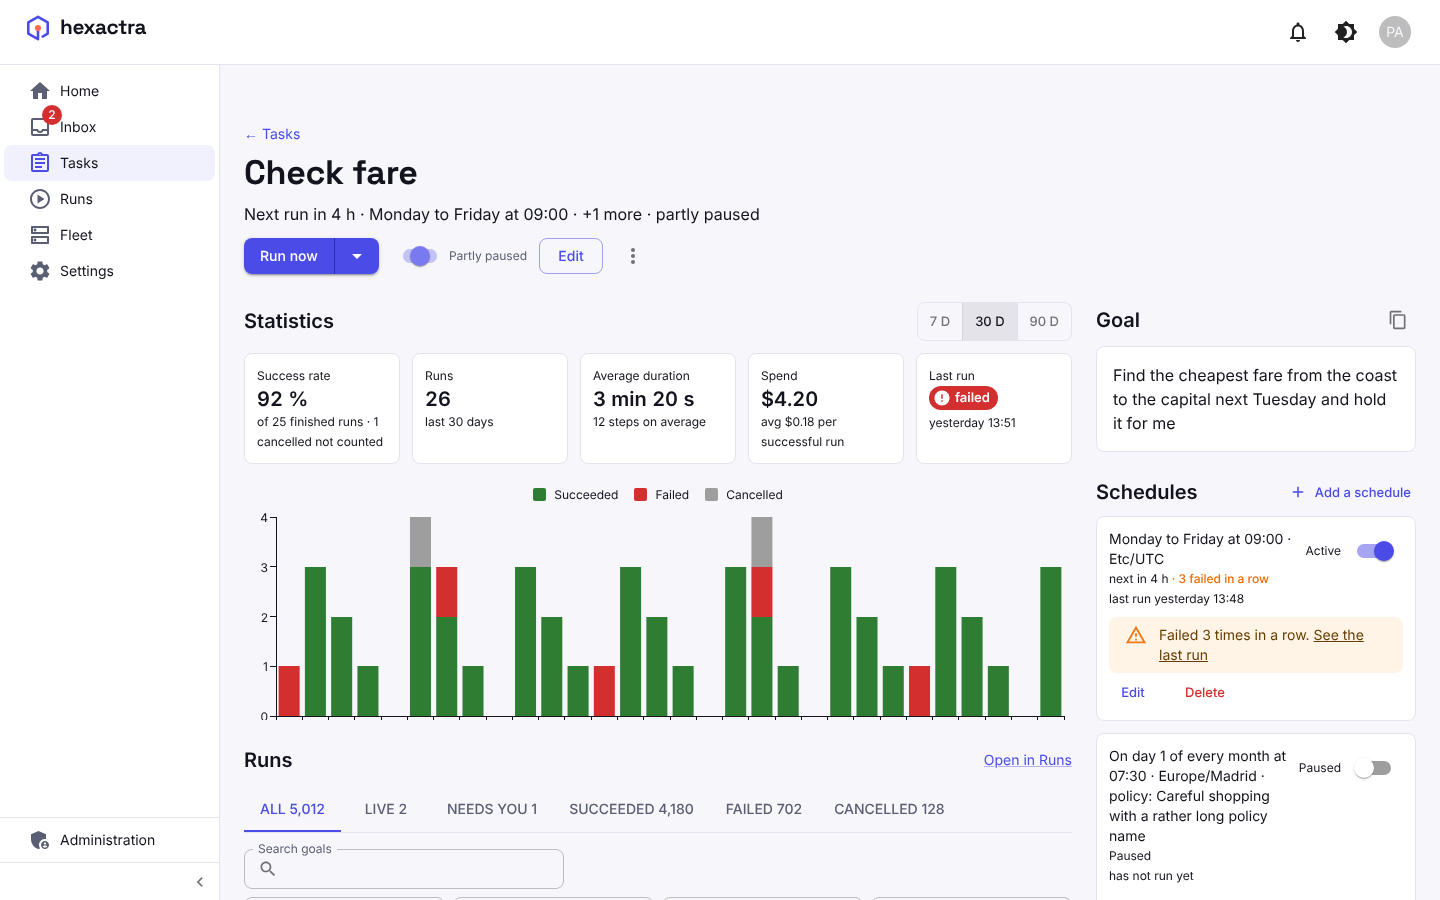 hexactra
PA
Home
2
Inbox
Tasks
Runs
Fleet
Settings
Administration
← Tasks
Check fare
Next run in 4 h · Monday to Friday at 09:00 · +1 more · partly paused
Run now
Partly paused
Edit
Statistics
7 D
30 D
90 D
Success rate
92 %
of 25 finished runs · 1
cancelled not counted
Runs
26
last 30 days
Average duration
3 min 20 s
12 steps on average
Spend
$4.20
avg $0.18 per
successful run
Last run
failed
yesterday 13:51
Succeeded
Failed
Cancelled
4
3
2
1
0
Runs
Open in Runs
ALL 5,012
LIVE 2
NEEDS YOU 1
SUCCEEDED 4,180
FAILED 702
CANCELLED 128
Search goals
Goal
Find the cheapest fare from the coast
to the capital next Tuesday and hold
it for me
Schedules
Add a schedule
Monday to Friday at 09:00 ·
Etc/UTC
Active
next in 4 h · 3 failed in a row
last run yesterday 13:48
Failed 3 times in a row. See the
last run
Edit
Delete
On day 1 of every month at
07:30 · Europe/Madrid ·
policy: Careful shopping
with a rather long policy
name
Paused
Paused
has not run yet